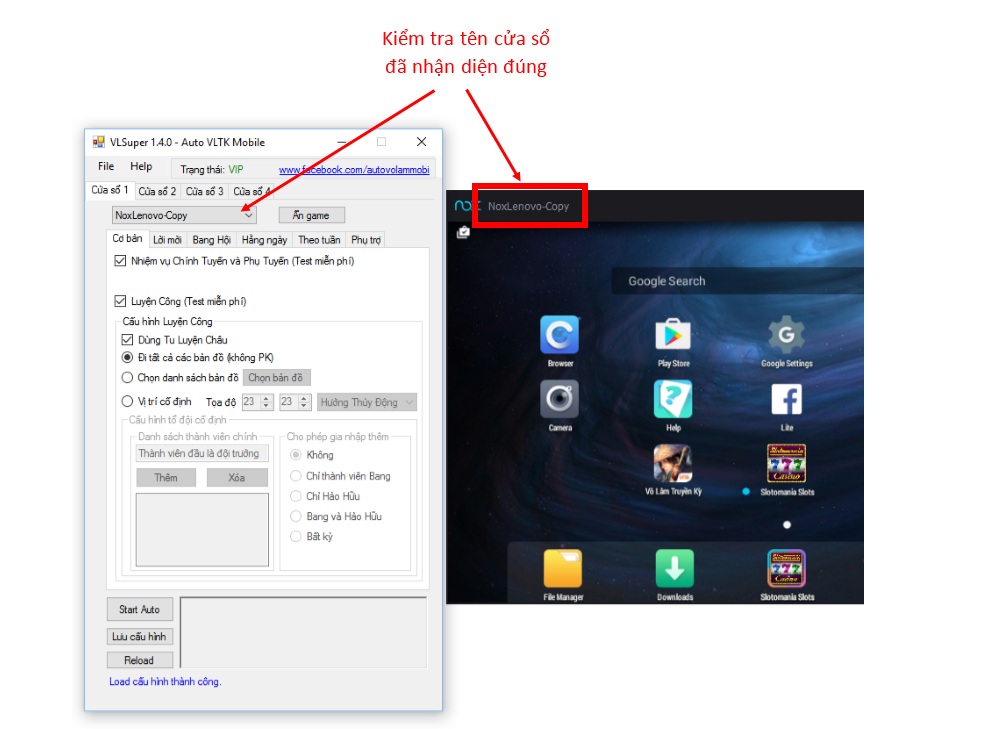 Kiểm tra tên cửa sổ
đã nhận diện đúng
VLSuper 1.4.0 - Auto VLTK Mobile
File Help Trạng thái: VIP www.facebook.com/autovolammobi
Cửa sổ 1 Cửa sổ 2 Cửa sổ 3 Cửa sổ 4
NoxLenovo-Copy Ẩn game
Cơ bản Lời mời Bang Hội Hằng ngày Theo tuần Phụ trợ
Nhiệm vụ Chính Tuyến và Phụ Tuyến (Test miễn phí)
Luyện Công (Test miễn phí)
Cấu hình Luyện Công
Dùng Tu Luyện Châu
Đi tất cả các bản đồ (không PK)
Chọn danh sách bản đồ Chọn bản đồ
Vị trí cố định Tọa độ 23 23 Hưởng Thủy Động
Cấu hình tổ đội cố định
Danh sách thành viên chính
Thành viên đầu là đội trưởng
Thêm Xóa
Cho phép gia nhập thêm
Không
Chỉ thành viên Bang
Chỉ Hảo Hữu
Bang và Hảo Hữu
Bất kỳ
Start Auto
Lưu cấu hình
Reload
Load cấu hình thành công.
nox NoxLenovo-Copy
Google Search
Browser Play Store Google Settings
Camera Help Lite
Võ Lâm Truyền Kỳ Slotomania Slots
File Manager Downloads Slotomania Slots